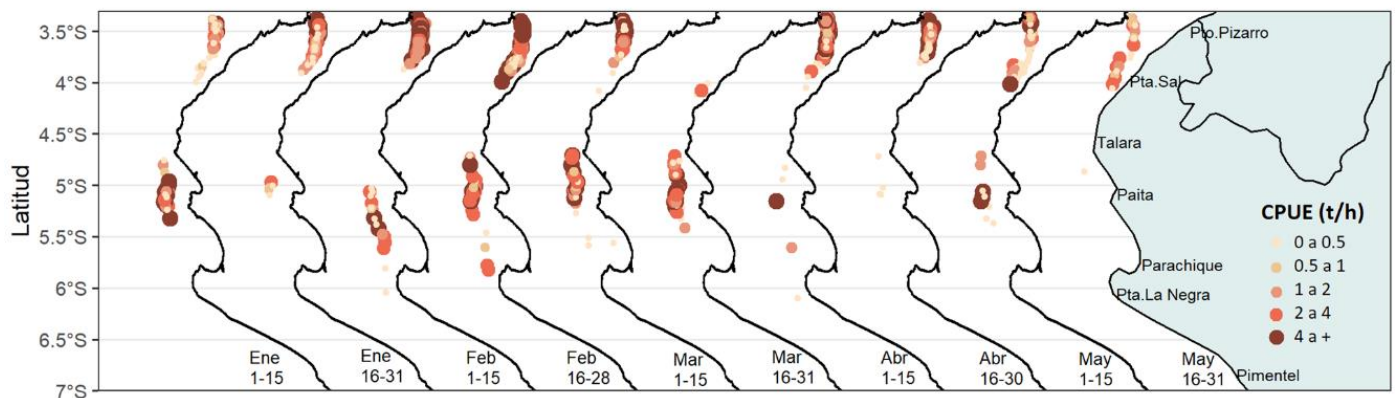 Latitud
3.5°S
4°S
4.5°S
5°S
5.5°S
6°S
6.5°S
7°S
Pto.Pizarro
Pta.Sal
Talara
Paita
Parachique
Pta.La Negra
Pimentel
CPUE (t/h)
0 a 0.5
0.5 a 1
1 a 2
2 a 4
4 a +
Ene
1-15
Ene
16-31
Feb
1-15
Feb
16-28
Mar
1-15
Mar
16-31
Abr
1-15
Abr
16-30
May
1-15
May
16-31